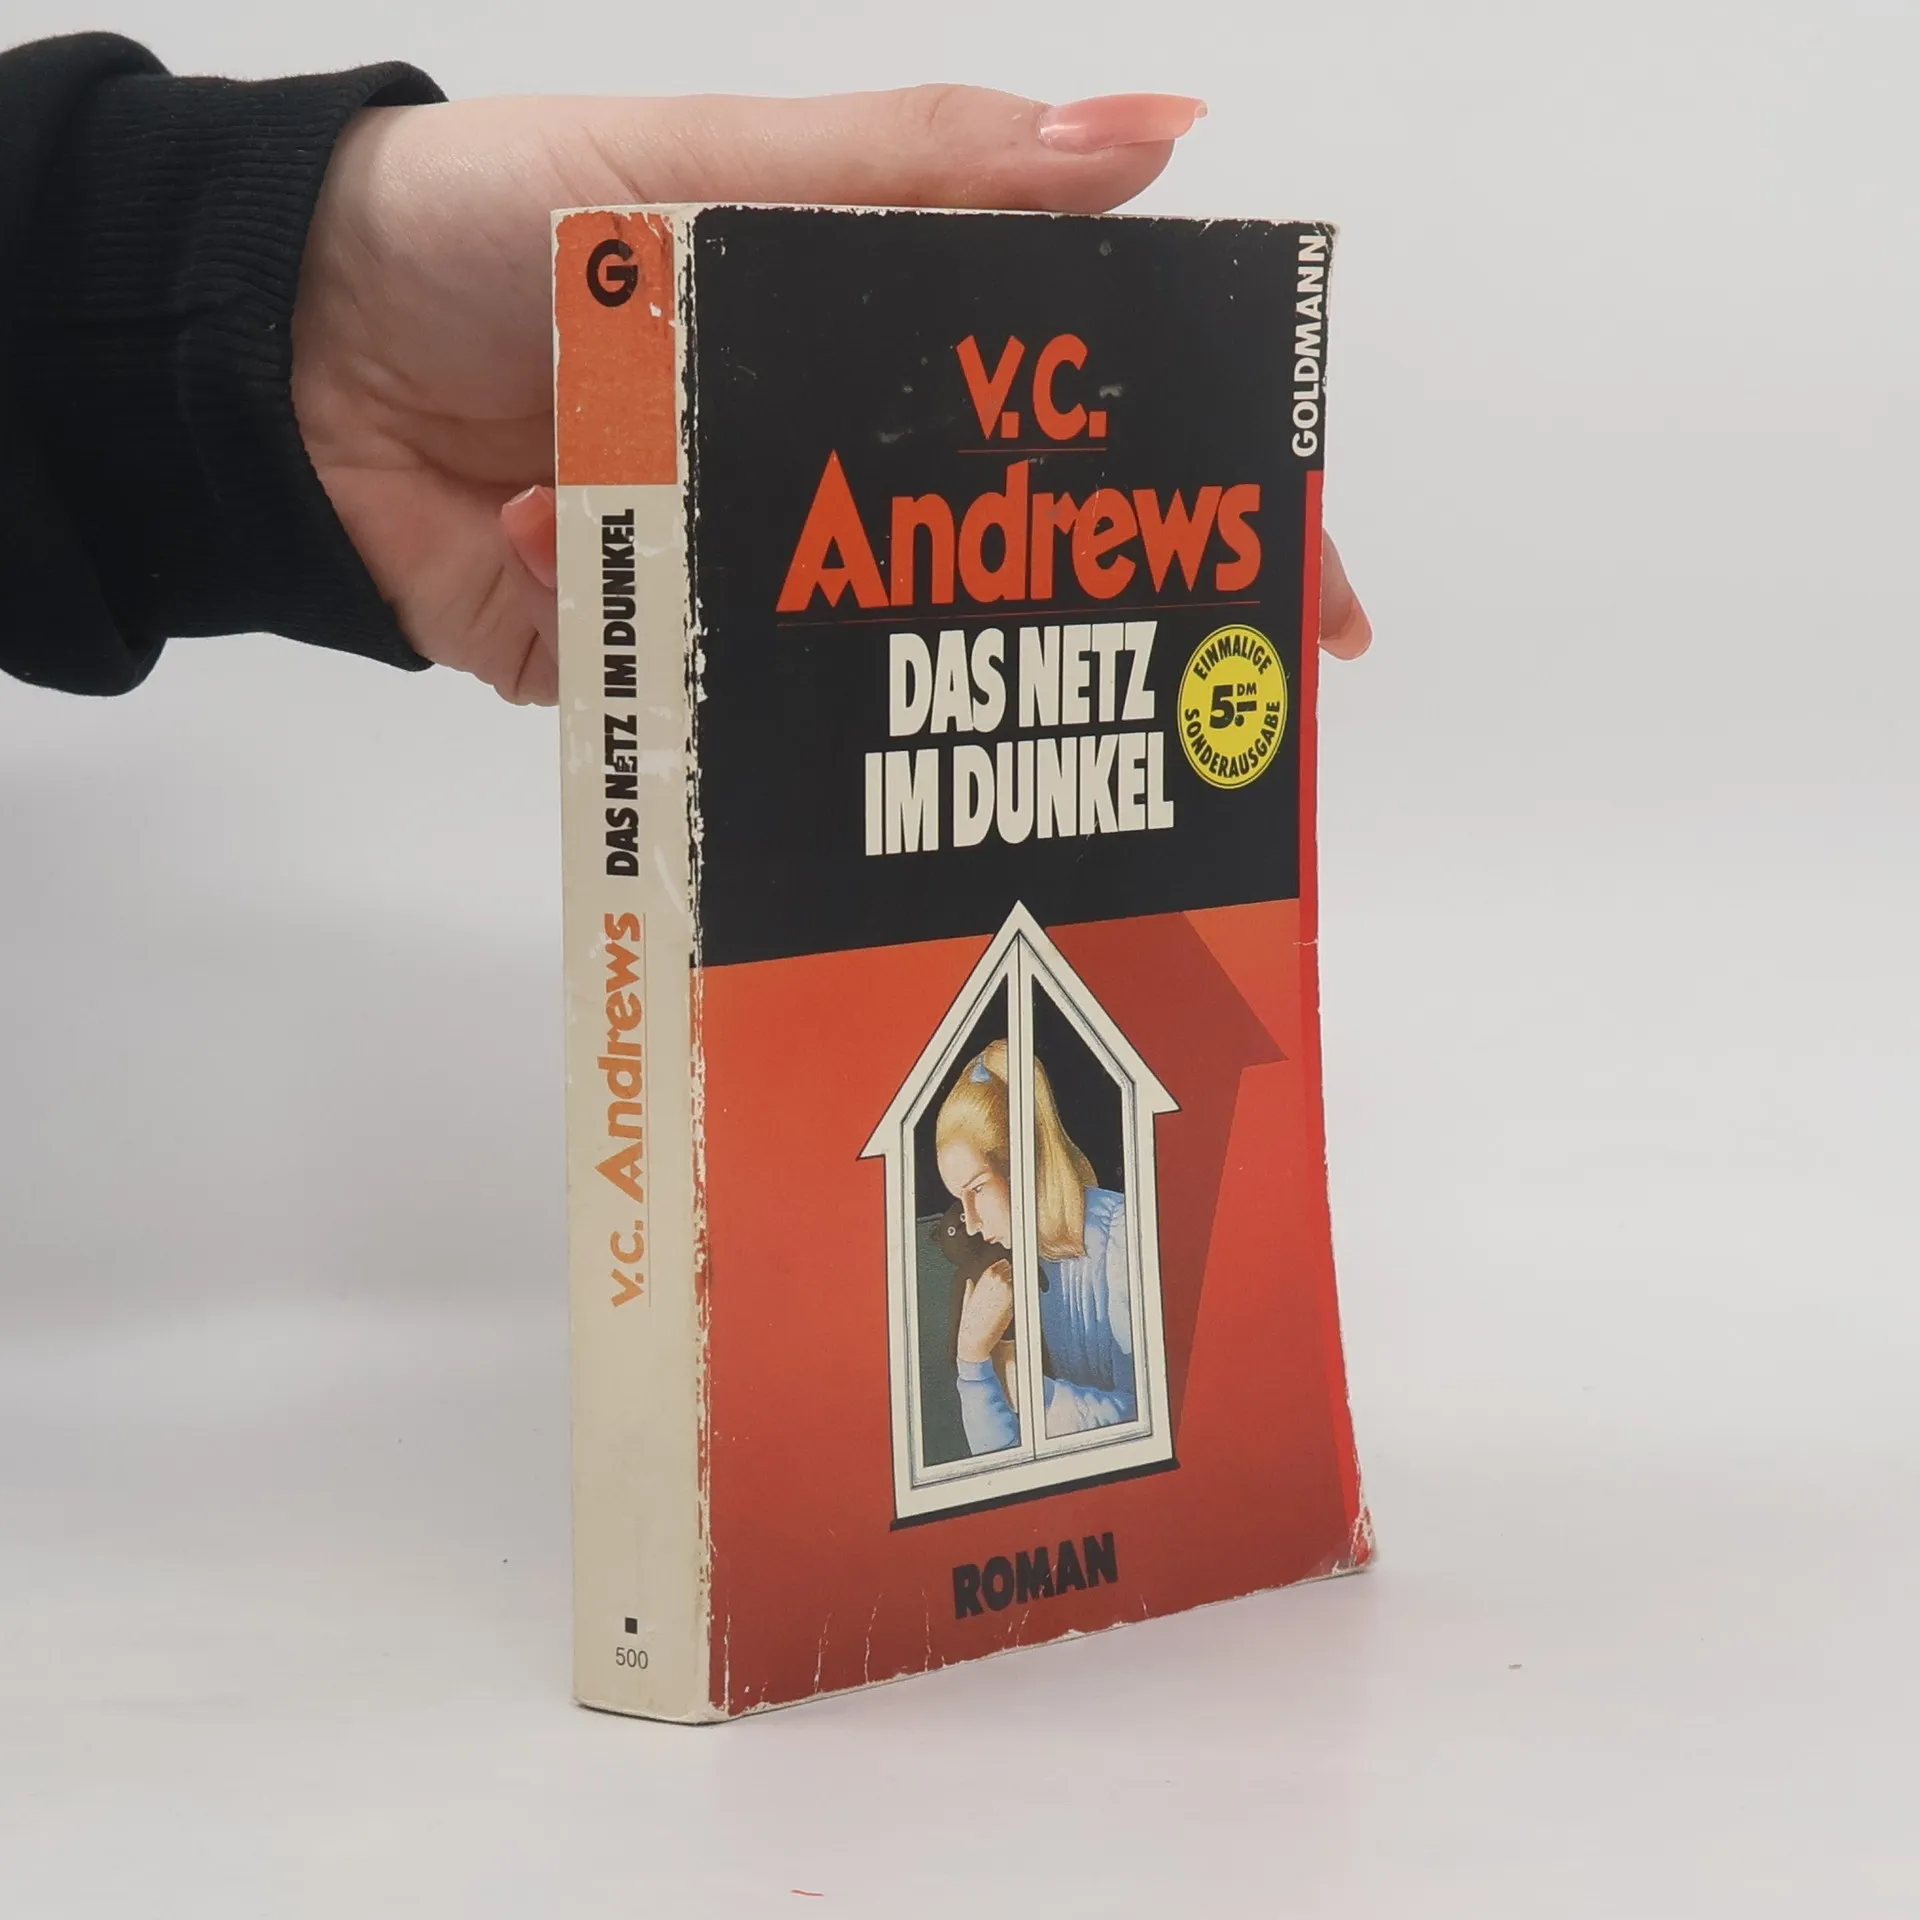 G
DAS NETZ IM DUNKEL
V.C. Andrews
500
GOLDMANN
V.C.
Andrews
DAS NETZ
IM DUNKEL
EINMALIGE
5.- DM
SONDERAUSGABE
ROMAN